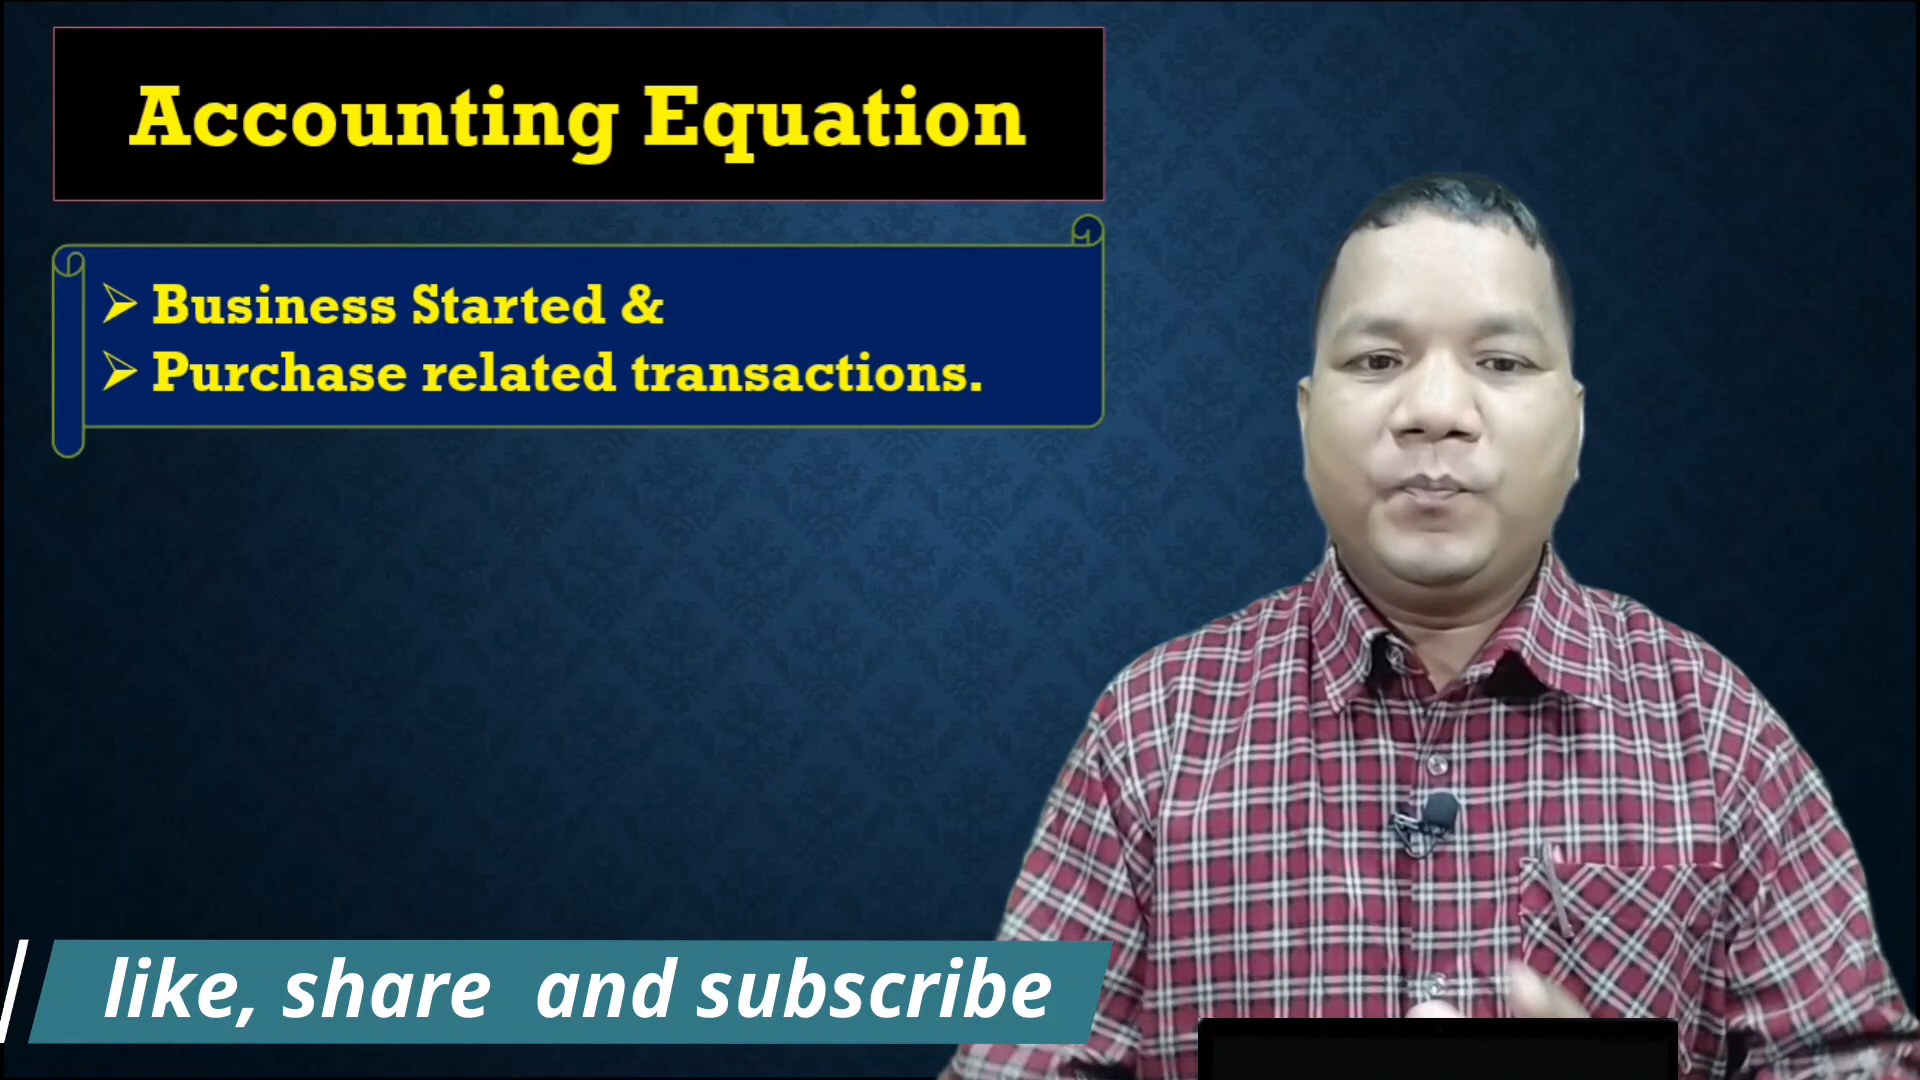 Accounting Equation
➢ Business Started &
➢ Purchase related transactions.
like, share and subscribe